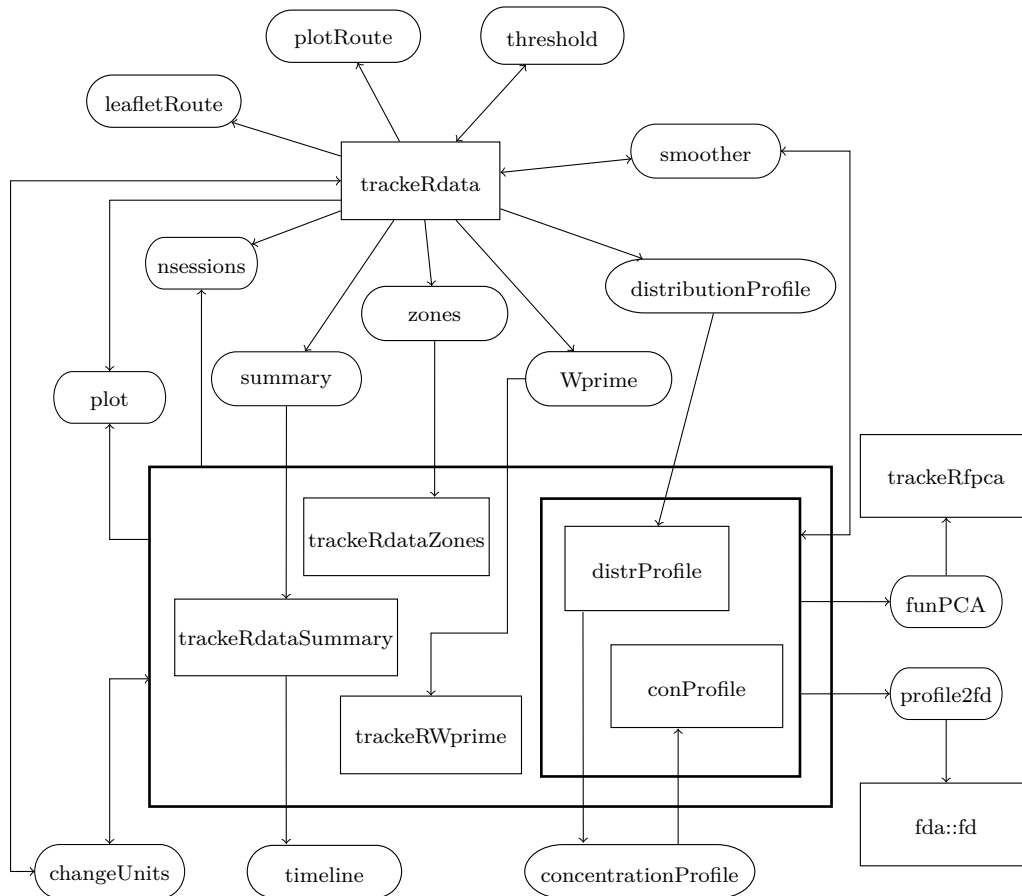 plotRoute
threshold
leafletRoute
smoother
trackeRdata
nsessions
distributionProfile
zones
summary
Wprime
plot
trackeRfpca
trackeRdataZones
distrProfile
funPCA
trackeRdataSummary
conProfile
profile2fd
trackeRWprime
fda::fd
changeUnits
timeline
concentrationProfile